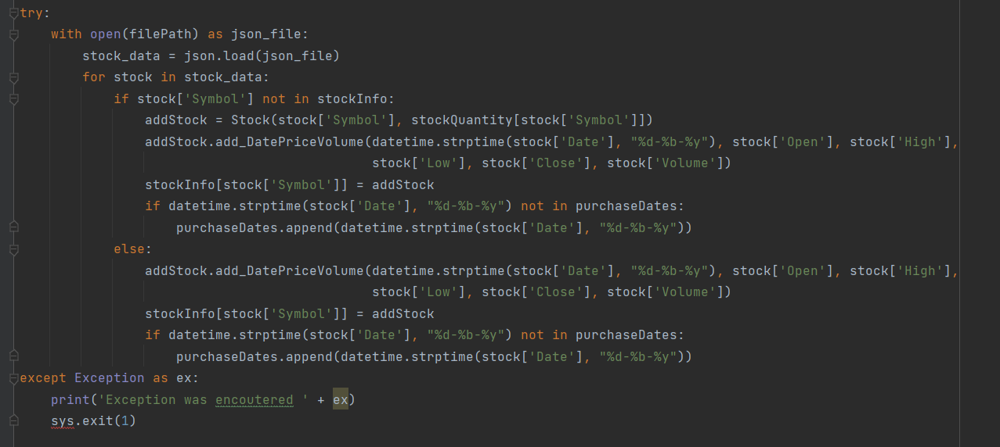 try:
    with open(filePath) as json_file:
        stock_data = json.load(json_file)
        for stock in stock_data:
            if stock['Symbol'] not in stockInfo:
                addStock = Stock(stock['Symbol'], stockQuantity[stock['Symbol']])
                addStock.add_DatePriceVolume(datetime.strptime(stock['Date'], "%d-%b-%y"), stock['Open'], stock['High'],
                                             stock['Low'], stock['Close'], stock['Volume'])
                stockInfo[stock['Symbol']] = addStock
                if datetime.strptime(stock['Date'], "%d-%b-%y") not in purchaseDates:
                    purchaseDates.append(datetime.strptime(stock['Date'], "%d-%b-%y"))
            else:
                addStock.add_DatePriceVolume(datetime.strptime(stock['Date'], "%d-%b-%y"), stock['Open'], stock['High'],
                                             stock['Low'], stock['Close'], stock['Volume'])
                stockInfo[stock['Symbol']] = addStock
                if datetime.strptime(stock['Date'], "%d-%b-%y") not in purchaseDates:
                    purchaseDates.append(datetime.strptime(stock['Date'], "%d-%b-%y"))
except Exception as ex:
    print('Exception was encoutered ' + ex)
    sys.exit(1)